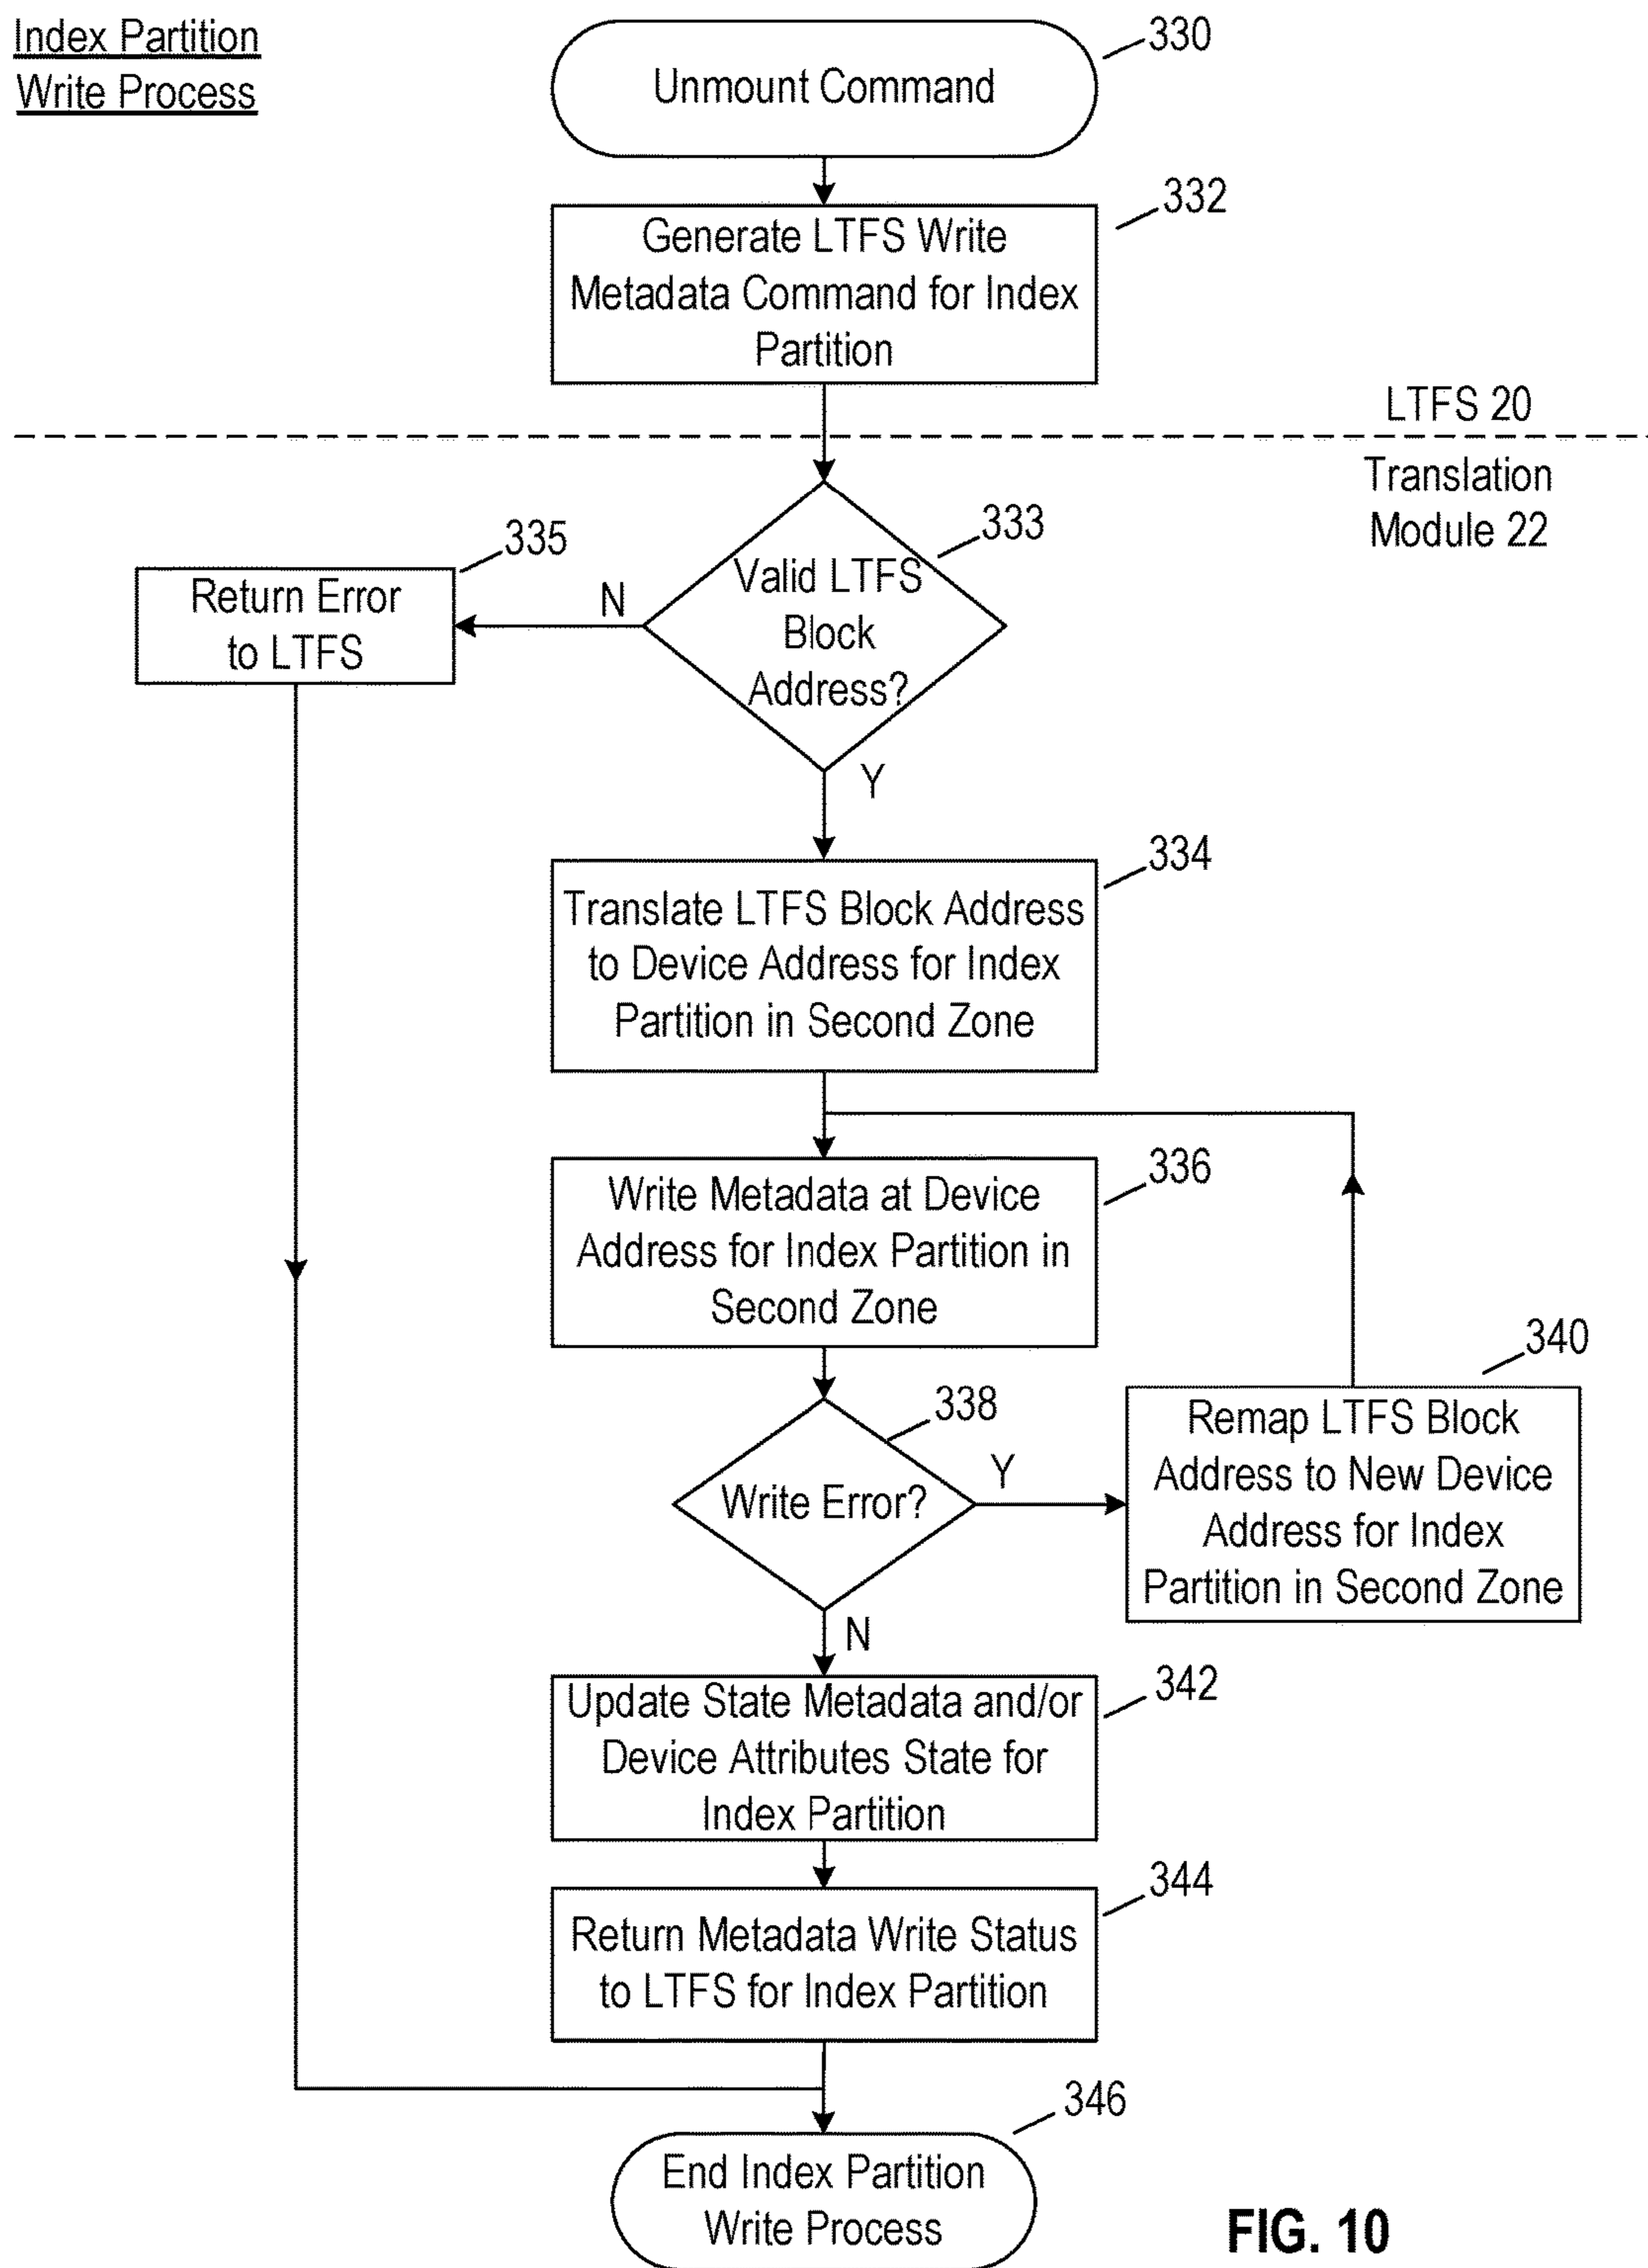 Index Partition
Write Process
330
Unmount Command
332
Generate LTFS Write
Metadata Command for Index
Partition
LTFS 20
Translation
Module 22
333
Valid LTFS
Block
Address?
335
Return Error
to LTFS
N
Y
334
Translate LTFS Block Address
to Device Address for Index
Partition in Second Zone
336
Write Metadata at Device
Address for Index Partition in
Second Zone
338
Write Error?
Y
340
Remap LTFS Block
Address to New Device
Address for Index
Partition in Second Zone
N
342
Update State Metadata and/or
Device Attributes State for
Index Partition
344
Return Metadata Write Status
to LTFS for Index Partition
346
End Index Partition
Write Process
FIG. 10